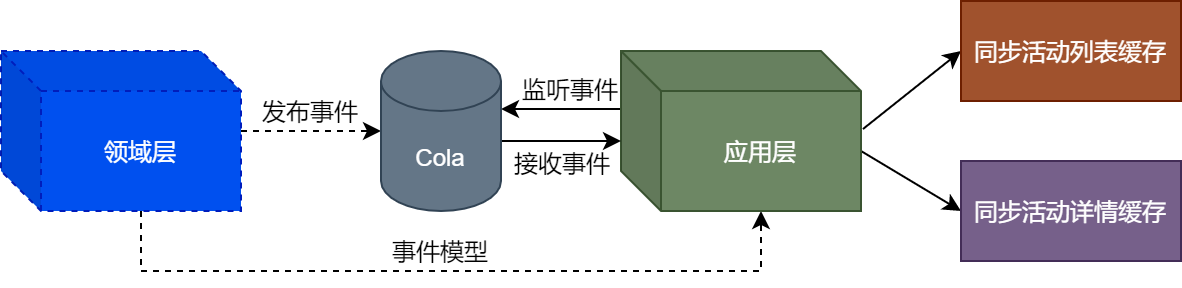 同步活动列表缓存
监听事件
发布事件
领域层
Cola
应用层
接收事件
同步活动详情缓存
事件模型